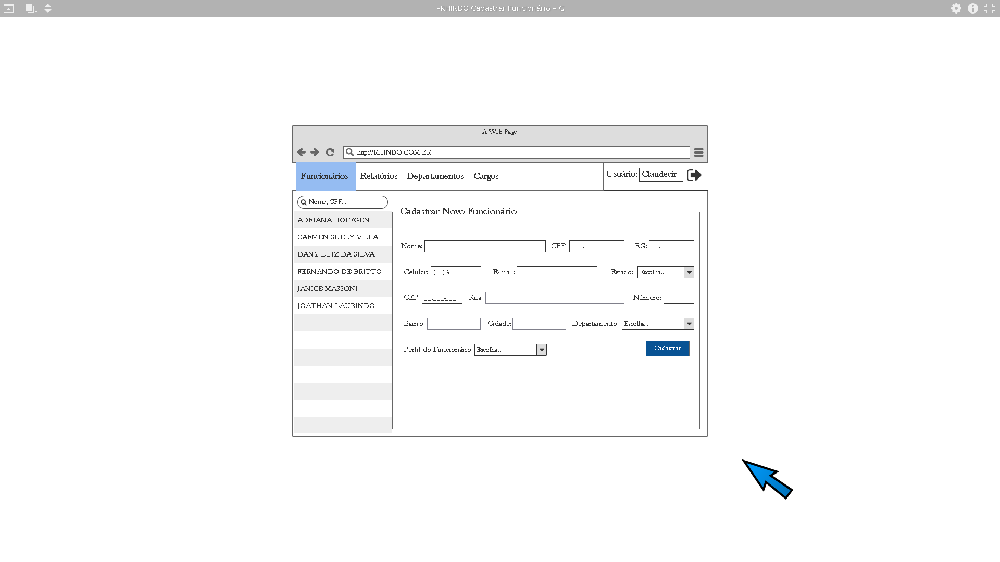 -RHINDO Cadastrar Funcionário - G
A Web Page
http://RHINDO.COM.BR
Funcionários Relatórios Departamentos Cargos Usuário: Claudecir
Nome, CPF,...
ADRIANA HOFFGEN
CARMEN SUELY VILLA
DANY LUIZ DA SILVA
FERNANDO DE BRITTO
JANICE MASSONI
JOATHAN LAURINDO
Cadastrar Novo Funcionário
Nome: CPF: ___.___.___-__ RG: __.___.___-_
Celular: (__) 9____-____ E-mail: Estado: Escolha...
CEP: __.___-___ Rua: Número:
Bairro: Cidade: Departamento: Escolha...
Perfil do Funcionário: Escolha... Cadastrar